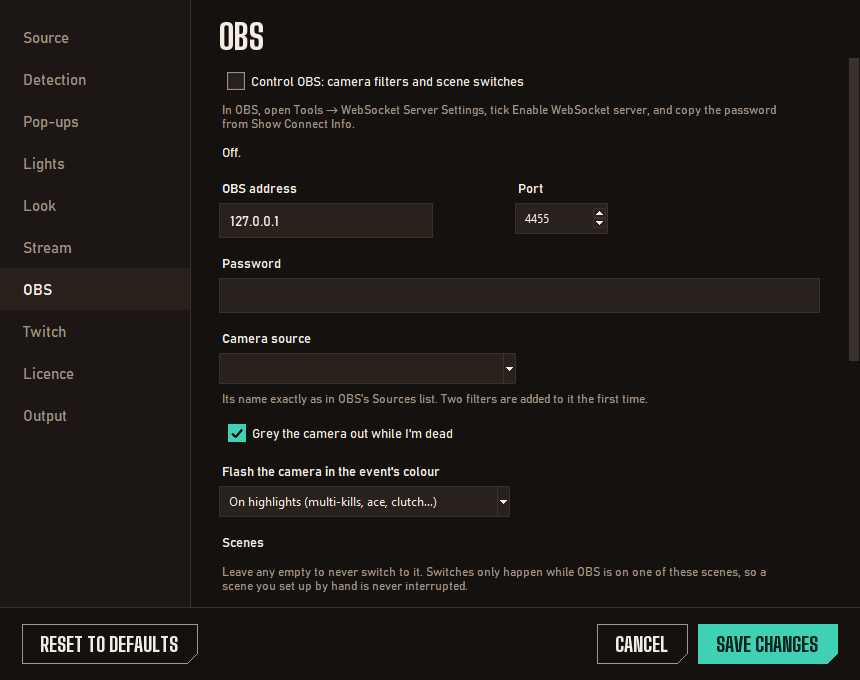 Source
Detection
Pop-ups
Lights
Look
Stream
OBS
Twitch
Licence
Output
OBS
Control OBS: camera filters and scene switches
In OBS, open Tools → WebSocket Server Settings, tick Enable WebSocket server, and copy the password
from Show Connect Info.
Off.
OBS address
Port
127.0.0.1
4455
Password
Camera source
Its name exactly as in OBS's Sources list. Two filters are added to it the first time.
Grey the camera out while I'm dead
Flash the camera in the event's colour
On highlights (multi-kills, ace, clutch...)
Scenes
Leave any empty to never switch to it. Switches only happen while OBS is on one of these scenes, so a
scene you set up by hand is never interrupted.
RESET TO DEFAULTS
CANCEL
SAVE CHANGES